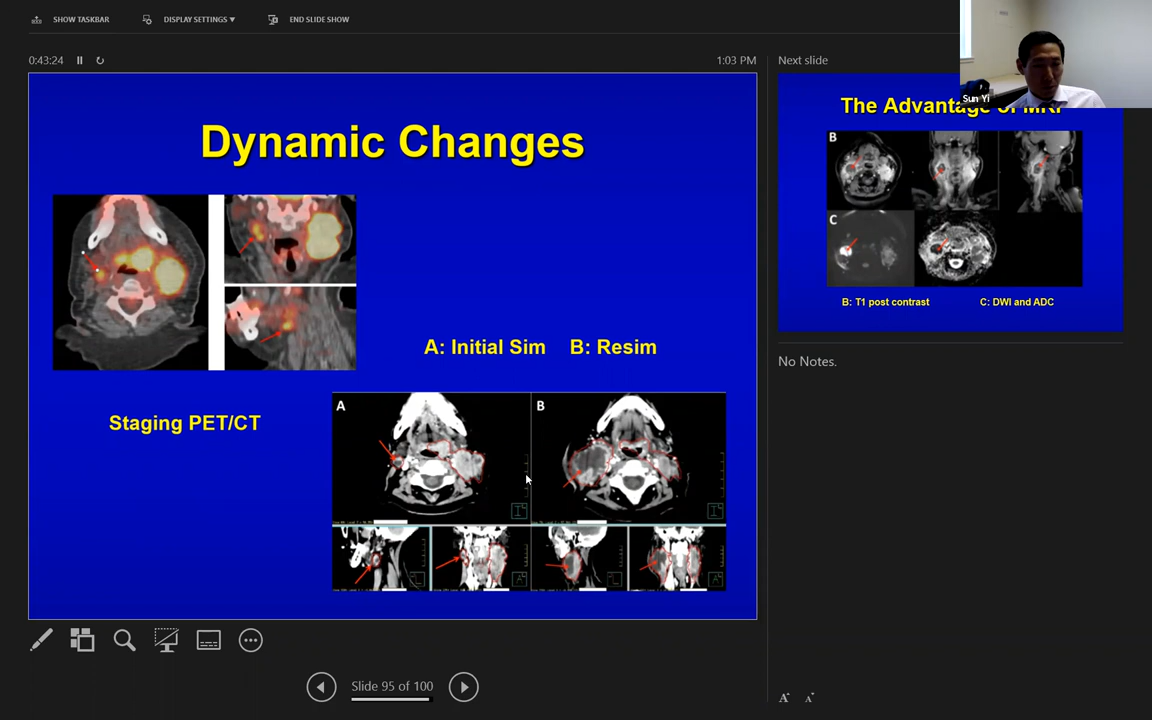 SHOW TASKBAR
DISPLAY SETTINGS ▾
END SLIDE SHOW
0:43:24
1:03 PM
Next slide
Sun Yi
Dynamic Changes
A: Initial Sim B: Resim
Staging PET/CT
A
B
The Advantage of MRI
B
C
B: T1 post contrast C: DWI and ADC
No Notes.
Slide 95 of 100
A A